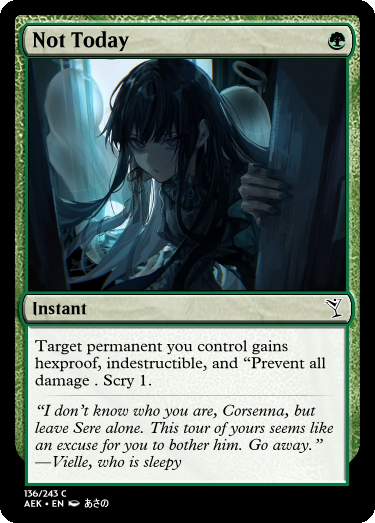 Not Today
Instant
Target permanent you control gains
hexproof, indestructible, and “Prevent all
damage . Scry 1.
“I don’t know who you are, Corsenna, but
leave Sere alone. This tour of yours seems like
an excuse for you to bother him. Go away.”
—Vielle, who is sleepy
136/243 C
AEK • EN あさの